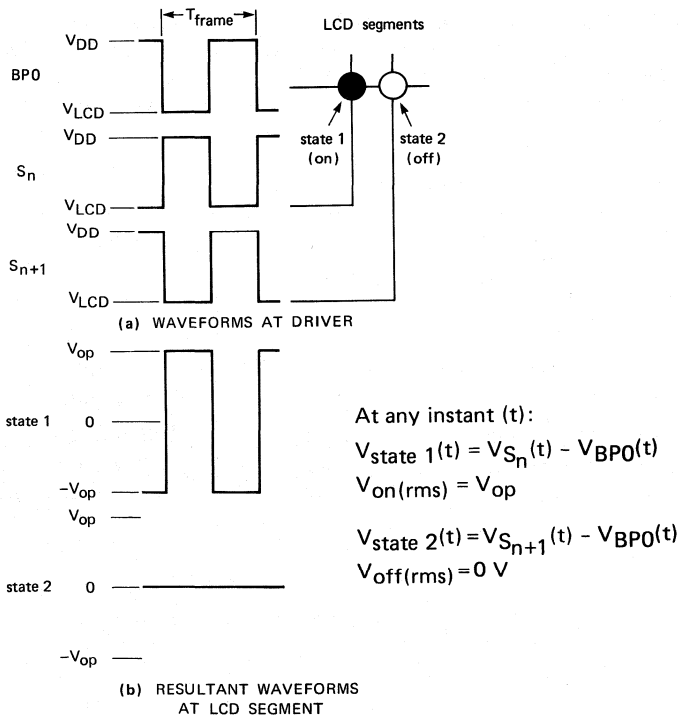 T_frame
LCD segments
V_DD
BP0
V_LCD
V_DD
state 1
(on)
state 2
(off)
S_n
V_LCD
V_DD
S_n+1
V_LCD
(a) WAVEFORMS AT DRIVER
V_op
state 1 0
-V_op
V_op
state 2 0
-V_op
(b) RESULTANT WAVEFORMS
AT LCD SEGMENT
At any instant (t):
V_state 1(t) = V_S_n(t) - V_BP0(t)
V_on(rms) = V_op
V_state 2(t) = V_S_n+1(t) - V_BP0(t)
V_off(rms) = 0 V